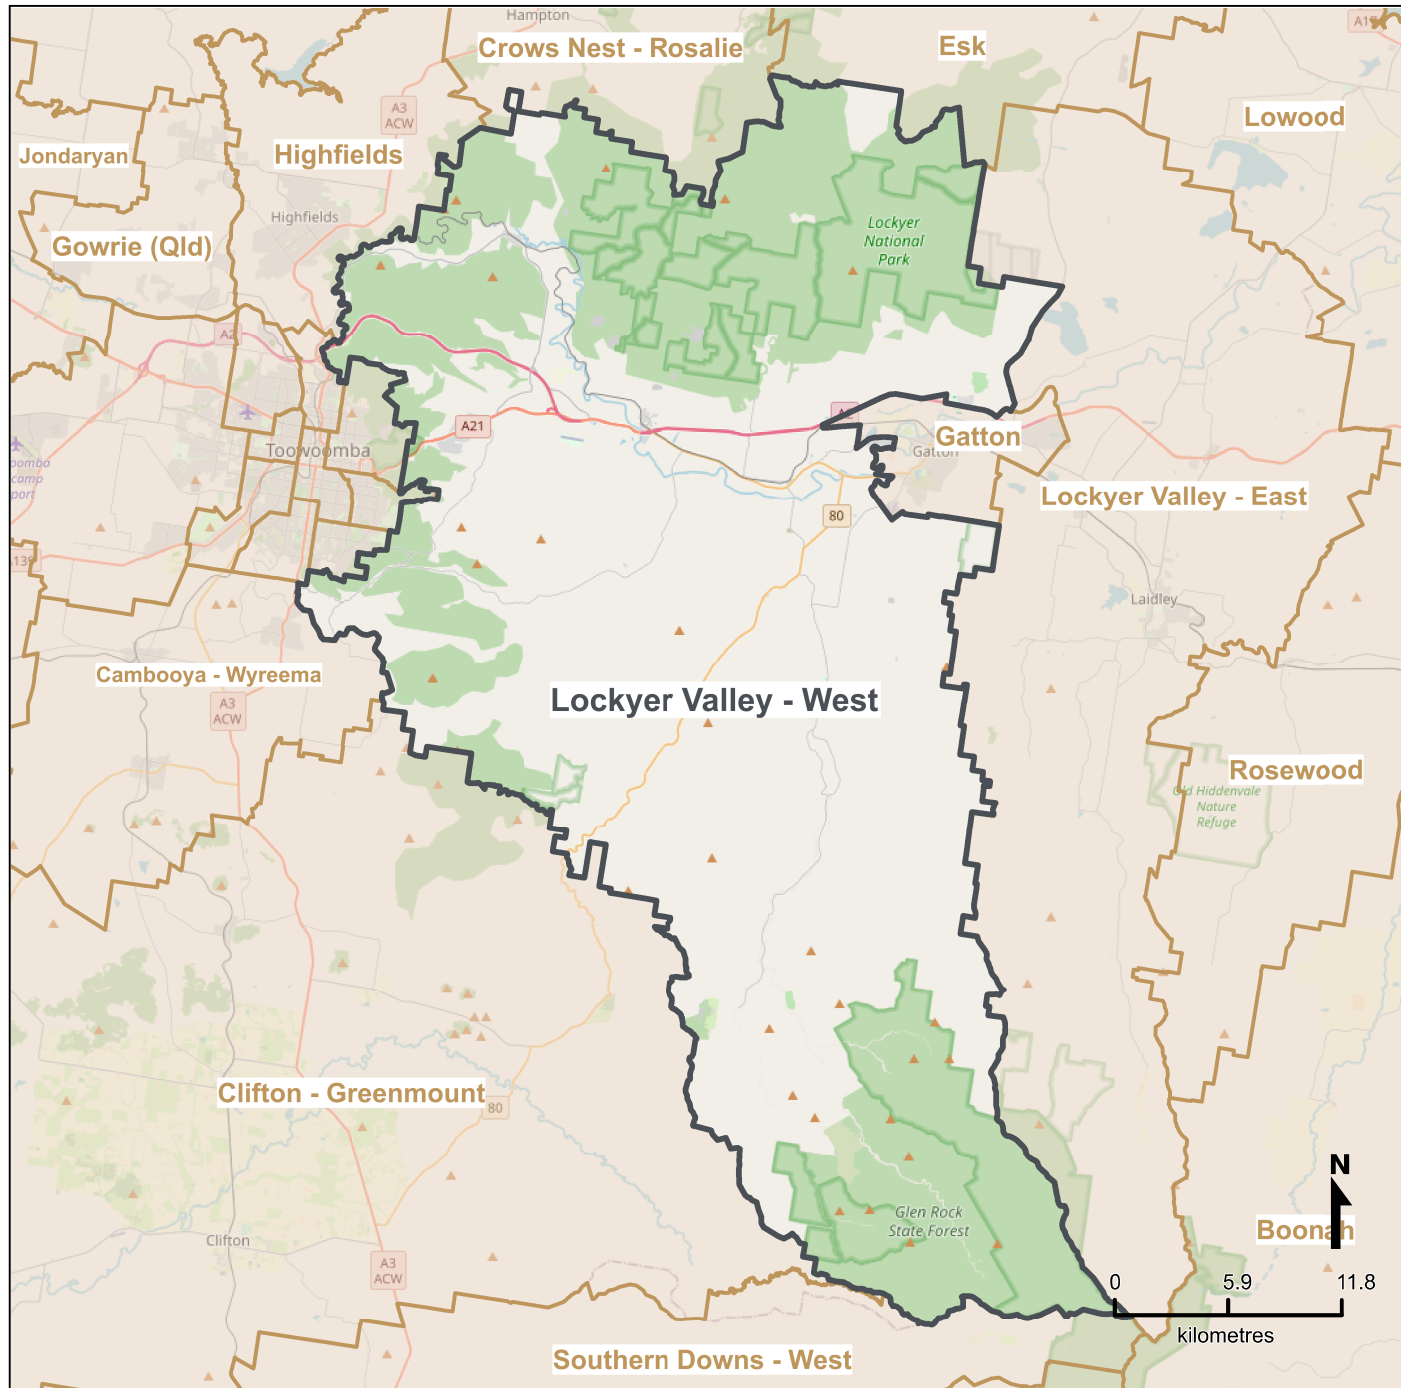 Hampton
Crows Nest - Rosalie
Esk
A3
ACW
Lowood
Jondaryan
Highfields
Highfields
Gowrie (Qld)
Lockyer
National
Park
A2
A21
Toowoomba
Gatton
Gatton
camp
port
Lockyer Valley - East
80
Laidley
Cambooya - Wyreema
A3
ACW
Lockyer Valley - West
Rosewood
Old Hiddenvale
Nature
Refuge
Clifton - Greenmount
80
N
Glen Rock
State Forest
Boonah
Clifton
A3
ACW
0
5.9
11.8
kilometres
Southern Downs - West